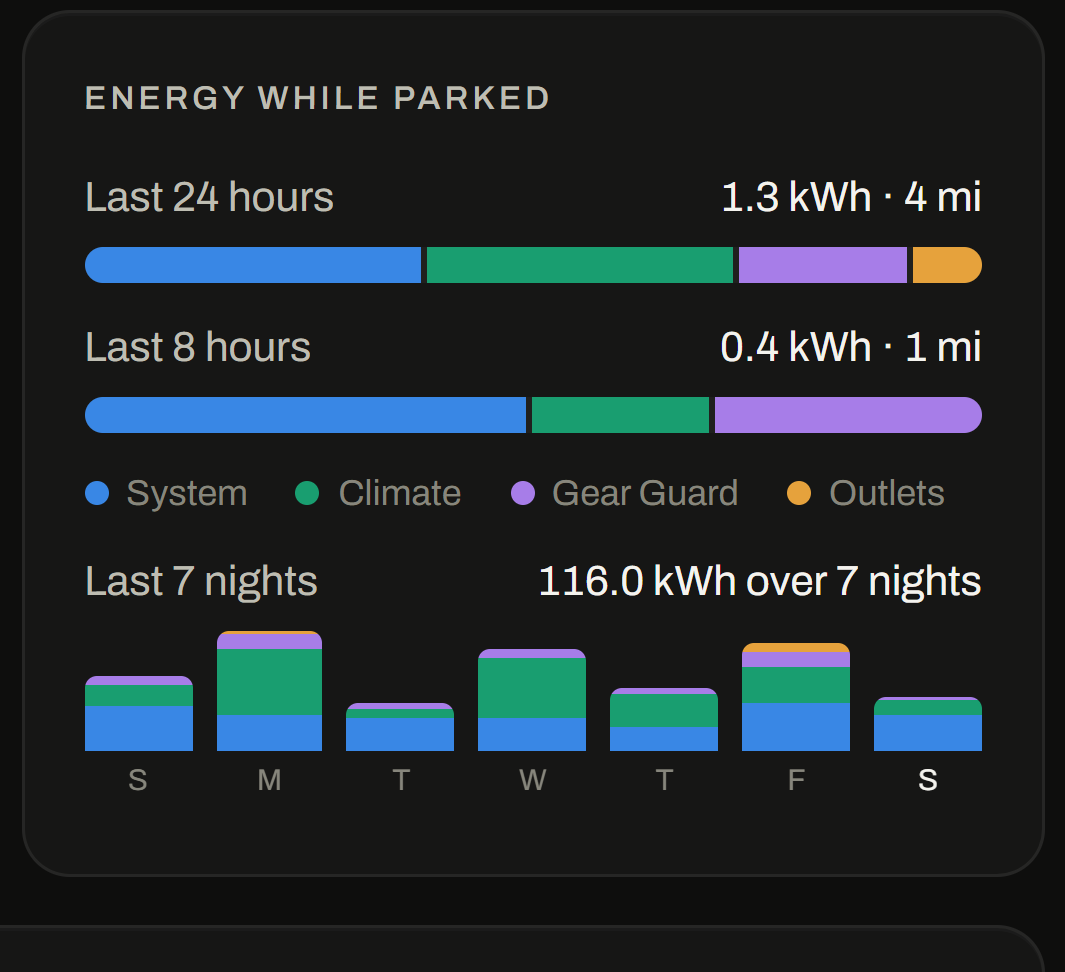 ENERGY WHILE PARKED
Last 24 hours 1.3 kWh · 4 mi
Last 8 hours 0.4 kWh · 1 mi
System Climate Gear Guard Outlets
Last 7 nights 116.0 kWh over 7 nights
S M T W T F S